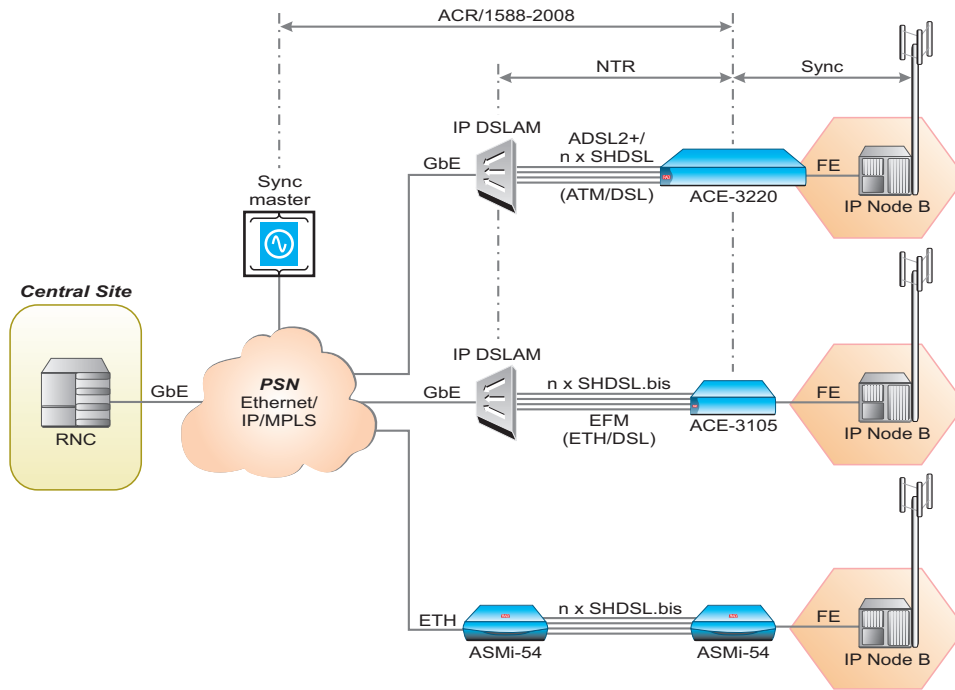 ACR/1588-2008
NTR
Sync
IP DSLAM
ADSL2+/
n x SHDSL
(ATM/DSL)
GbE
ACE-3220
FE
IP Node B
Sync
master
Central Site
RNC
GbE
PSN
Ethernet/
IP/MPLS
IP DSLAM
GbE
n x SHDSL.bis
EFM
(ETH/DSL)
ACE-3105
FE
IP Node B
ETH
ASMi-54
n x SHDSL.bis
ASMi-54
FE
IP Node B